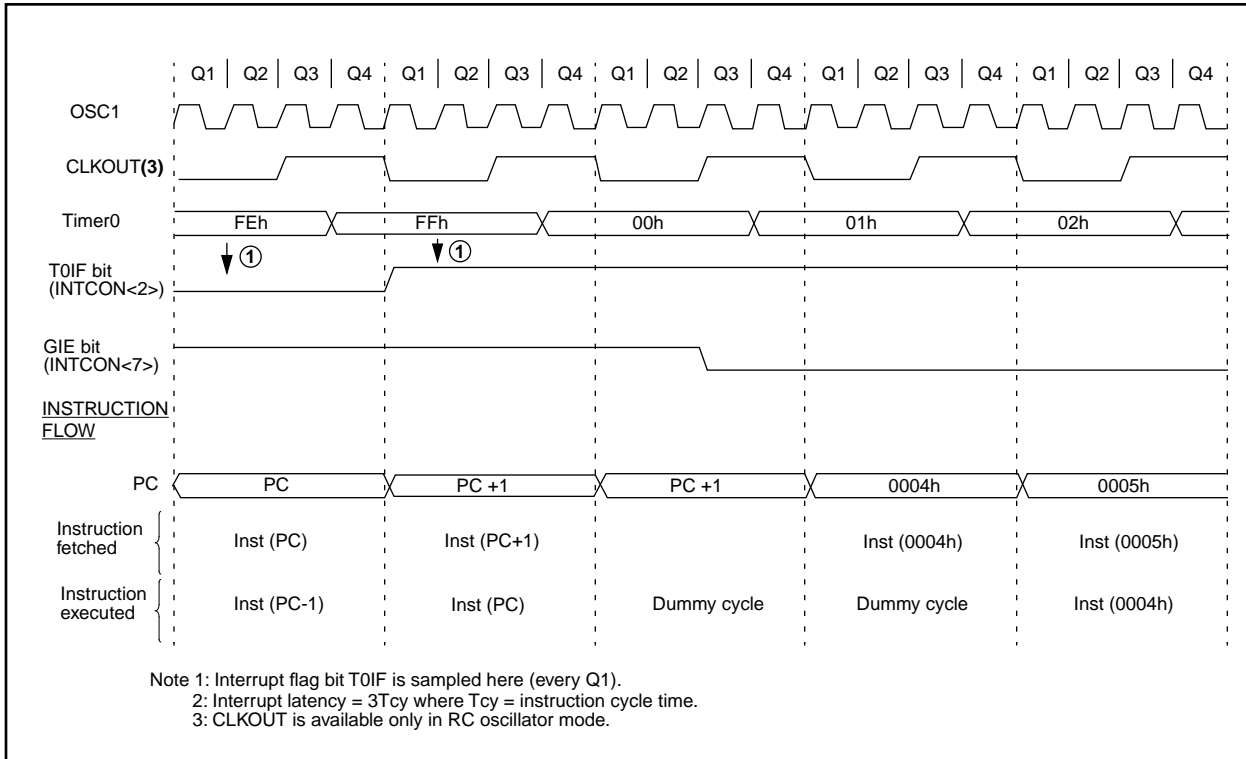 Q1 Q2 Q3 Q4 Q1 Q2 Q3 Q4 Q1 Q2 Q3 Q4 Q1 Q2 Q3 Q4 Q1 Q2 Q3 Q4
OSC1
CLKOUT(3)
Timer0 FEh FFh 00h 01h 02h
1 1
T0IF bit
(INTCON<2>)
GIE bit
(INTCON<7>)
INSTRUCTION
FLOW
PC PC PC +1 PC +1 0004h 0005h
Instruction
fetched
Inst (PC) Inst (PC+1) Inst (0004h) Inst (0005h)
Instruction
executed
Inst (PC-1) Inst (PC) Dummy cycle Dummy cycle Inst (0004h)
Note 1: Interrupt flag bit T0IF is sampled here (every Q1).
2: Interrupt latency = 3Tcy where Tcy = instruction cycle time.
3: CLKOUT is available only in RC oscillator mode.